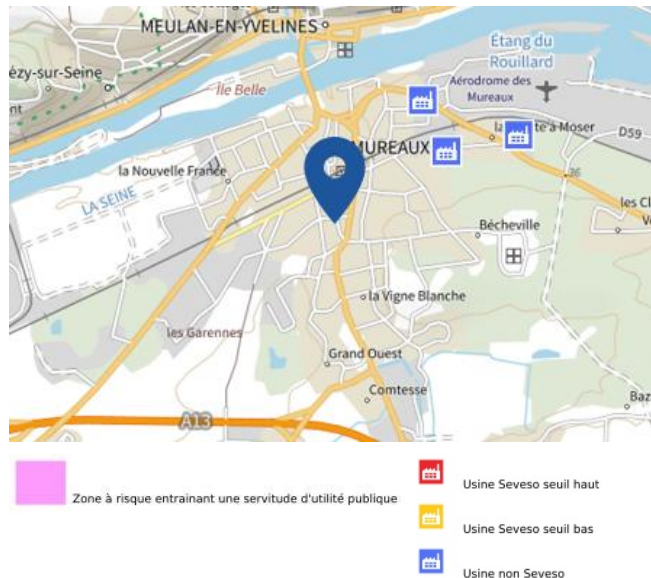 MEULAN-EN-YVELINES
Étang du
Rouillard
ézy-sur-Seine
Île Belle
Aérodrome des
Mureaux
MUREAUX
D59
la Nouvelle France
LA SEINE
36
les Cl
Bécheville
la Vigne Blanche
les Garennes
Grand Ouest
Comtesse
Baz
A13
Zone à risque entrainant une servitude d'utilité publique
Usine Seveso seuil haut
Usine Seveso seuil bas
Usine non Seveso